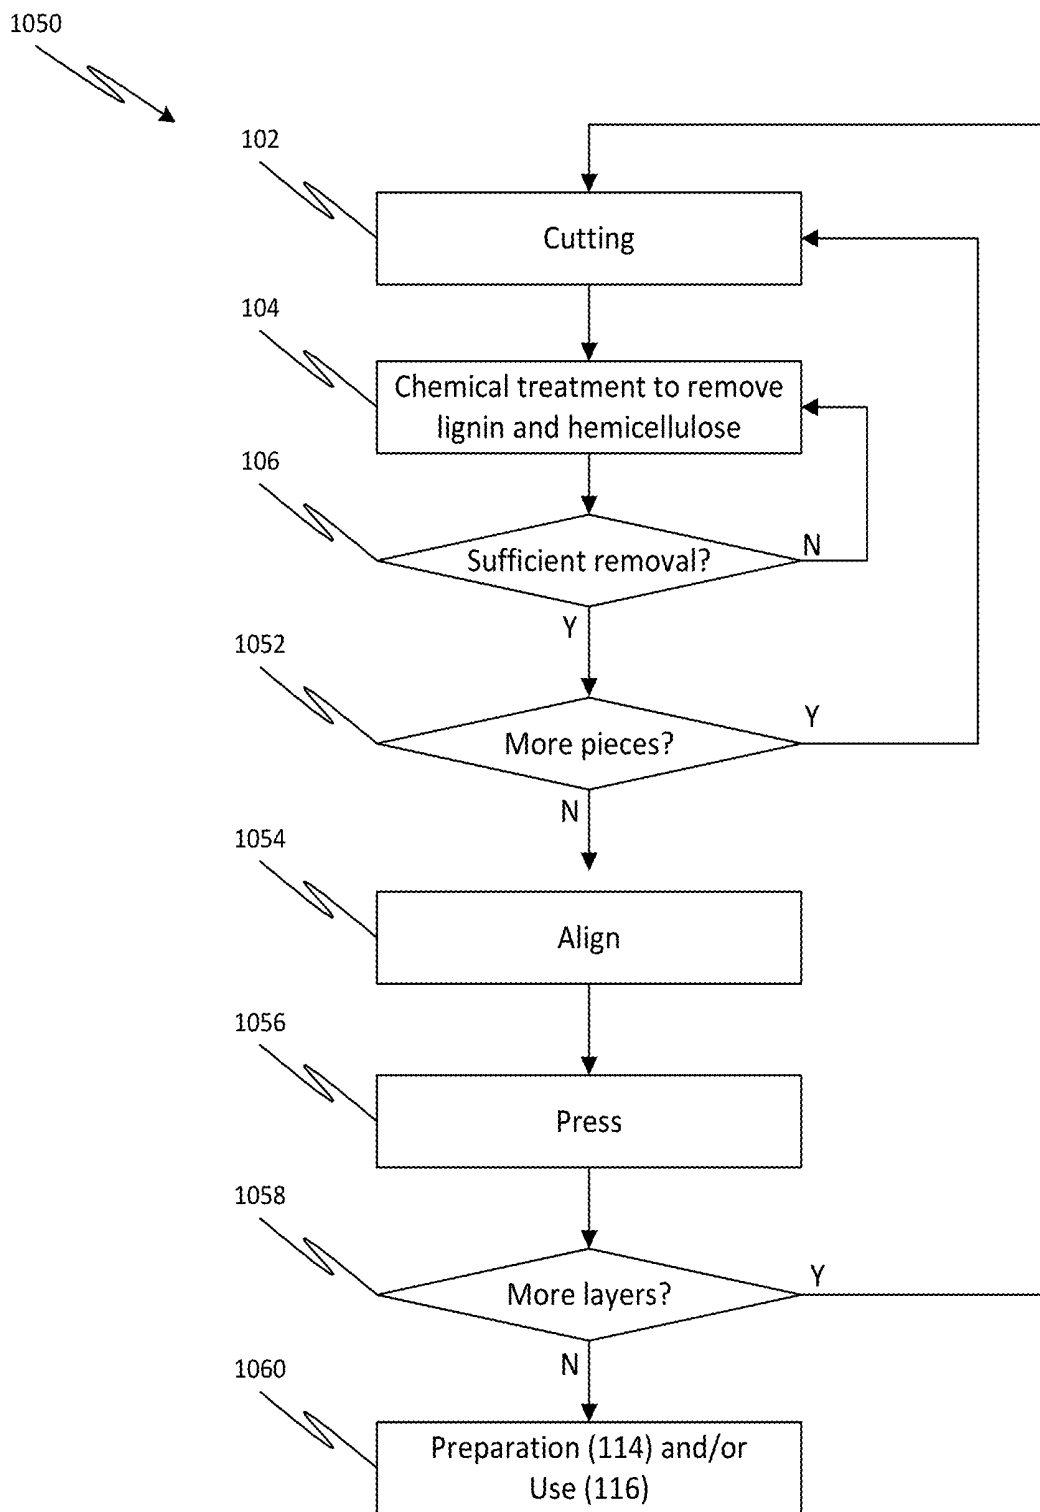 1050
102
Cutting
104
Chemical treatment to remove
lignin and hemicellulose
106
Sufficient removal?
N
Y
1052
More pieces?
Y
N
1054
Align
1056
Press
1058
More layers?
Y
N
1060
Preparation (114) and/or
Use (116)